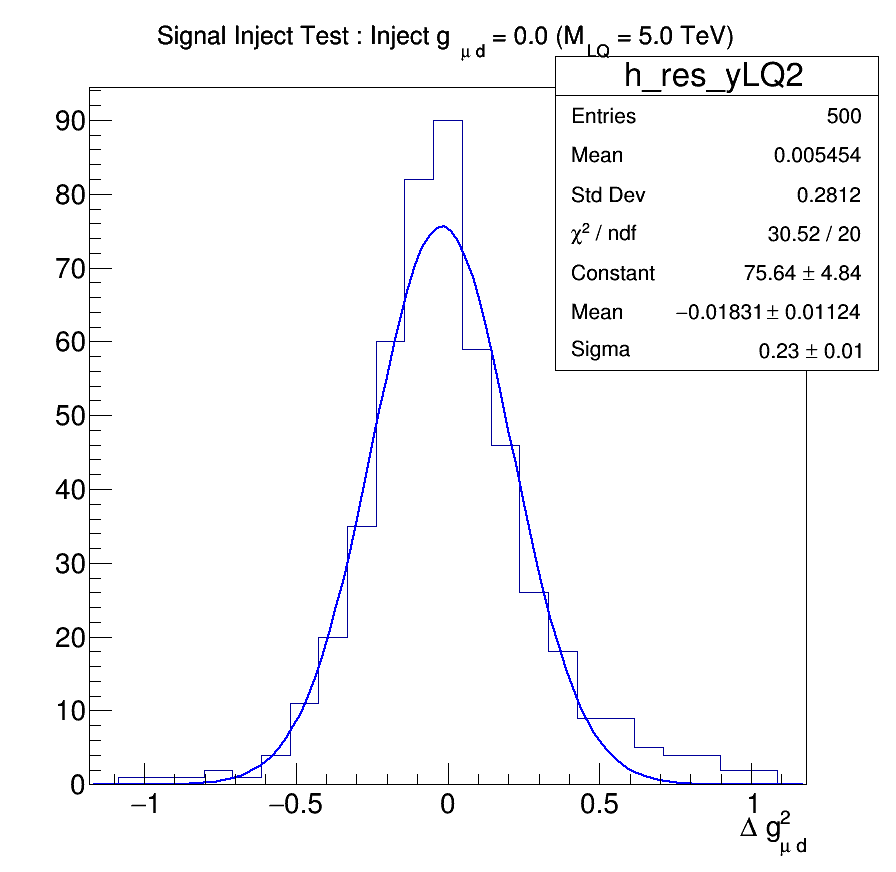 Signal Inject Test : Inject g μ d = 0.0 (M LQ = 5.0 TeV)
h_res_yLQ2
Entries 500
Mean 0.005454
Std Dev 0.2812
χ² / ndf 30.52 / 20
Constant 75.64 ± 4.84
Mean −0.01831 ± 0.01124
Sigma 0.23 ± 0.01
90
80
70
60
50
40
30
20
10
0
−1 −0.5 0 0.5 1
Δ g² μ d